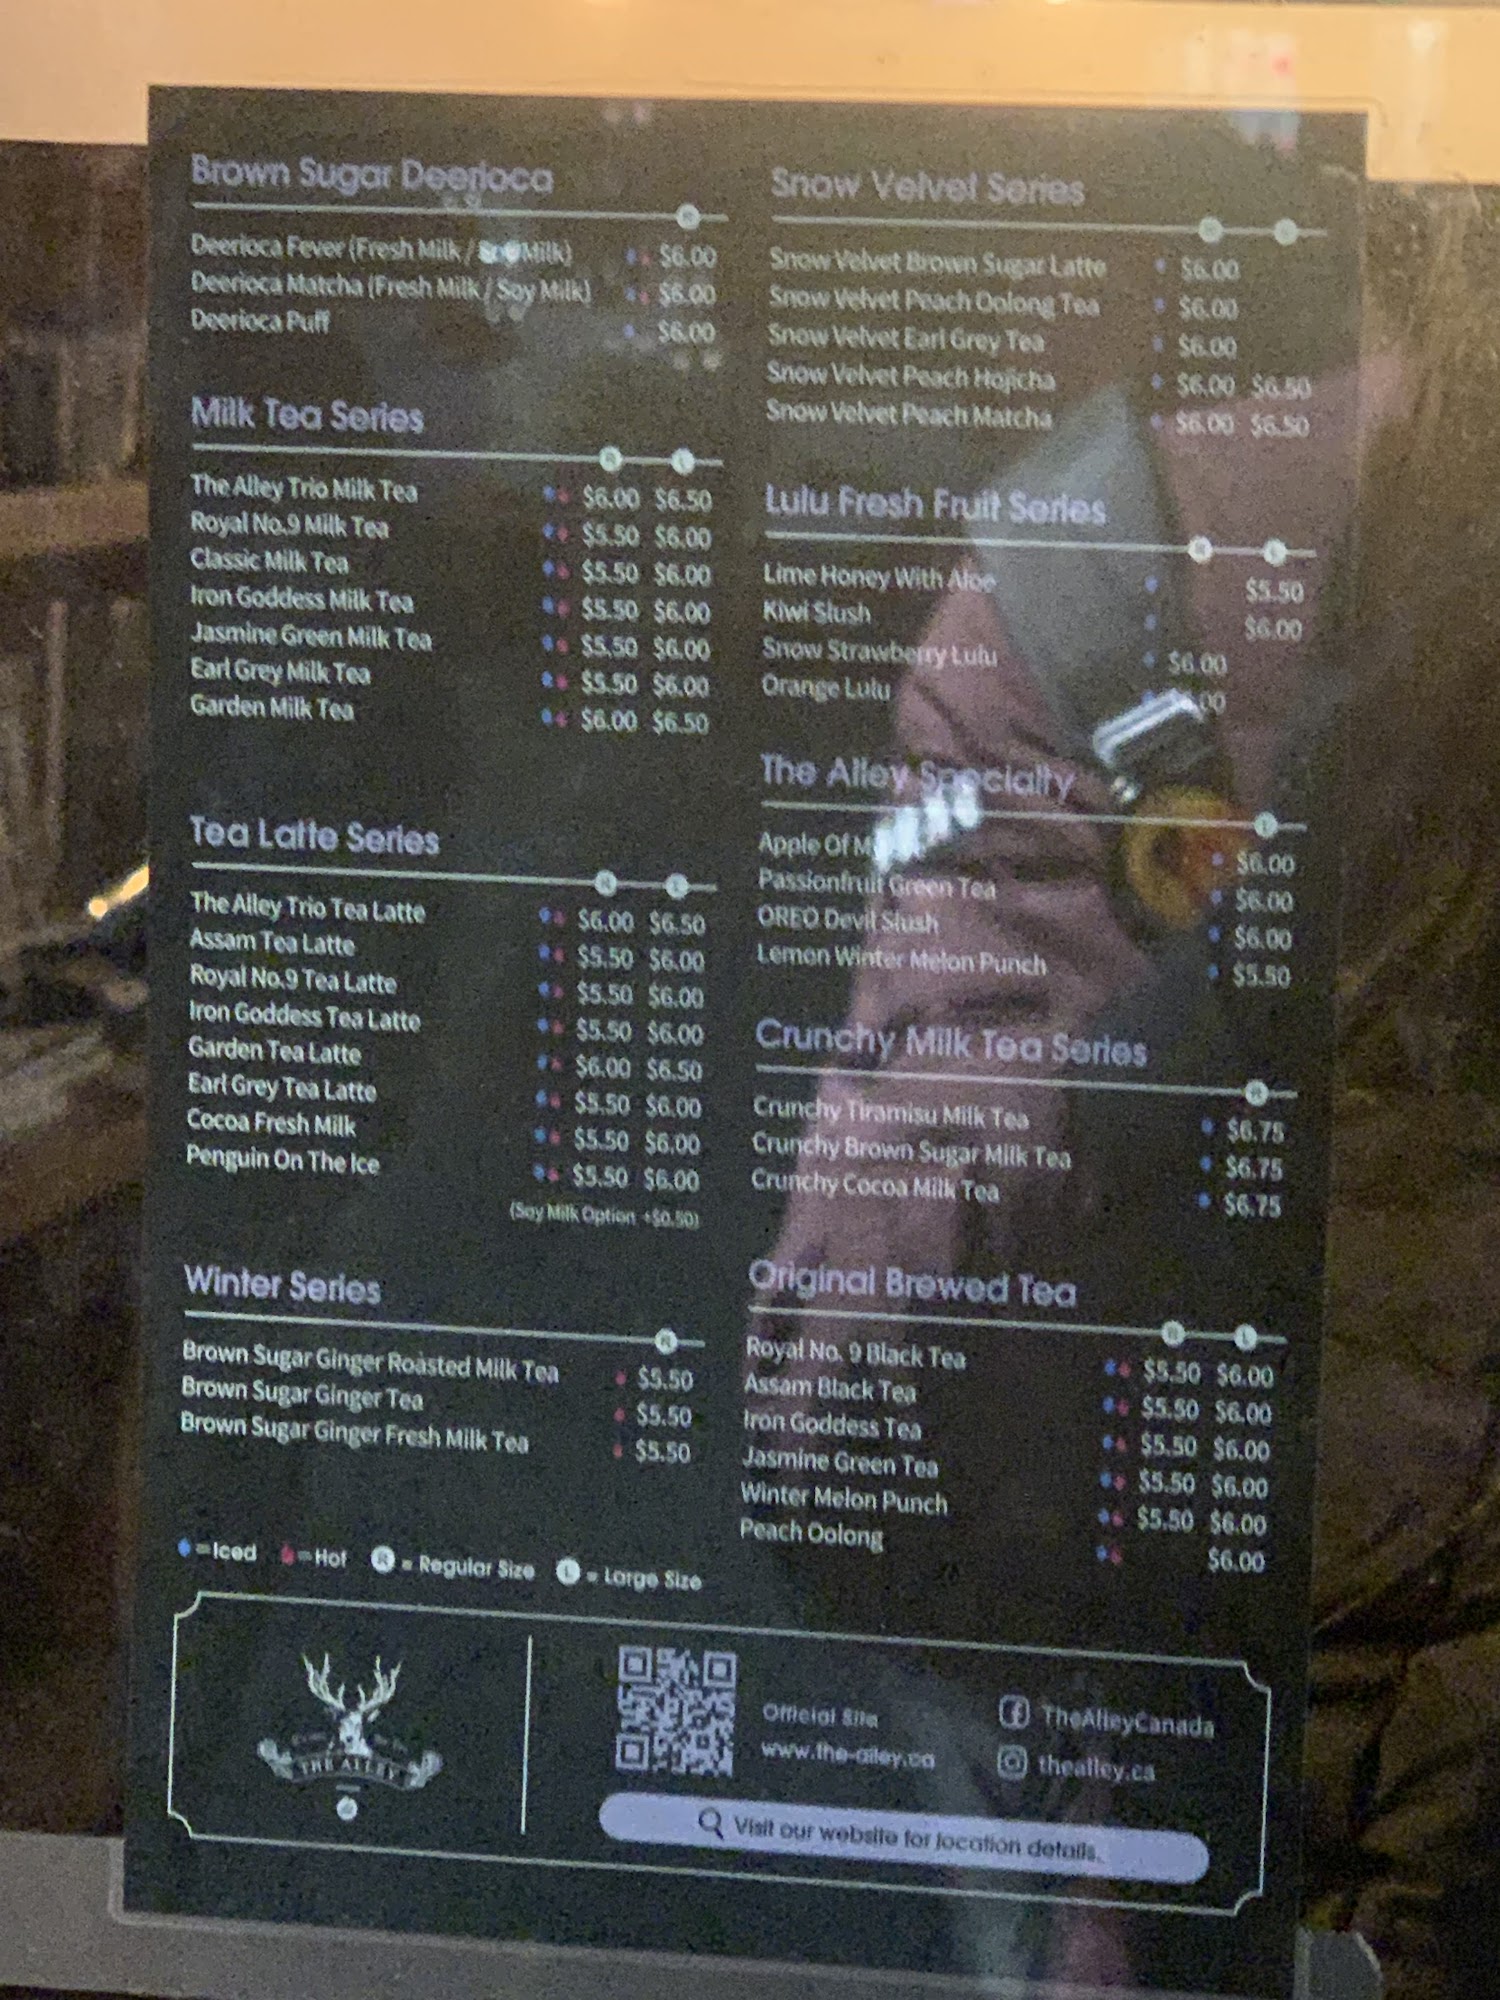 Brown Sugar Deerioca
R
Deerioca Fever (Fresh Milk / Soy Milk) $6.00
Deerioca Matcha (Fresh Milk / Soy Milk) $6.00
Deerioca Puff $6.00
Milk Tea Series
R L
The Alley Trio Milk Tea $6.00 $6.50
Royal No.9 Milk Tea $5.50 $6.00
Classic Milk Tea $5.50 $6.00
Iron Goddess Milk Tea $5.50 $6.00
Jasmine Green Milk Tea $5.50 $6.00
Earl Grey Milk Tea $5.50 $6.00
Garden Milk Tea $6.00 $6.50
Tea Latte Series
R L
The Alley Trio Tea Latte $6.00 $6.50
Assam Tea Latte $5.50 $6.00
Royal No.9 Tea Latte $5.50 $6.00
Iron Goddess Tea Latte $5.50 $6.00
Garden Tea Latte $6.00 $6.50
Earl Grey Tea Latte $5.50 $6.00
Cocoa Fresh Milk $5.50 $6.00
Penguin On The Ice $5.50 $6.00
(Soy Milk Option +$0.50)
Winter Series
R
Brown Sugar Ginger Roasted Milk Tea $5.50
Brown Sugar Ginger Tea $5.50
Brown Sugar Ginger Fresh Milk Tea $5.50
=Iced =Hot R = Regular Size L = Large Size
Snow Velvet Series
Snow Velvet Brown Sugar Latte $6.00
Snow Velvet Peach Oolong Tea $6.00
Snow Velvet Earl Grey Tea $6.00
Snow Velvet Peach Hojicha $6.00 $6.50
Snow Velvet Peach Matcha $6.00 $6.50
Lulu Fresh Fruit Series
R L
Lime Honey With Aloe $5.50
Kiwi Slush $6.00
Snow Strawberry Lulu $6.00
Orange Lulu
The Alley Specialty
L
Apple Of $6.00
Passionfruit Green Tea $6.00
OREO Devil Slush $6.00
Lemon Winter Melon Punch $5.50
Crunchy Milk Tea Series
R
Crunchy Tiramisu Milk Tea $6.75
Crunchy Brown Sugar Milk Tea $6.75
Crunchy Cocoa Milk Tea $6.75
Original Brewed Tea
R L
Royal No. 9 Black Tea $5.50 $6.00
Assam Black Tea $5.50 $6.00
Iron Goddess Tea $5.50 $6.00
Jasmine Green Tea $5.50 $6.00
Winter Melon Punch $5.50 $6.00
Peach Oolong $6.00
THE ALLEY
Official Site
www.the-alley.ca
TheAlleyCanada
thealley.ca
Visit our website for location details.